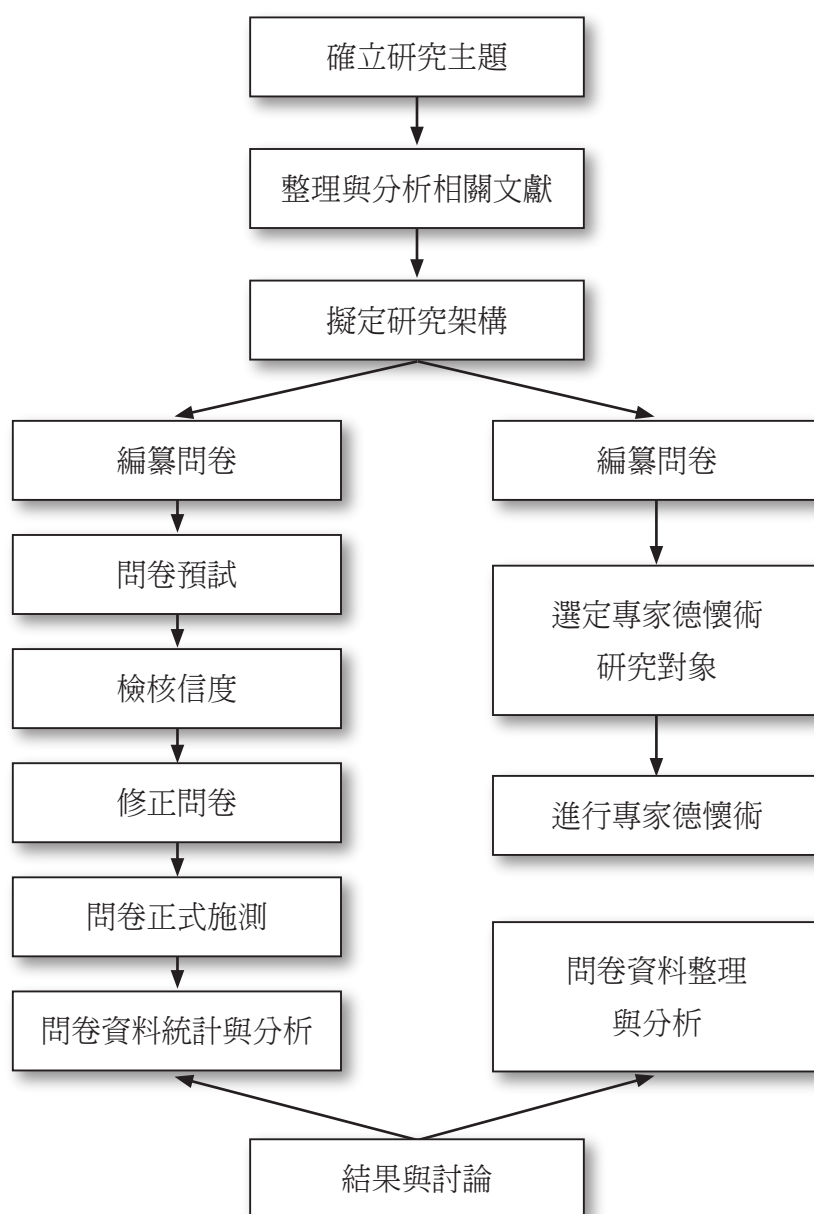 確立研究主題
整理與分析相關文獻
擬定研究架構
編纂問卷
問卷預試
檢核信度
修正問卷
問卷正式施測
問卷資料統計與分析
編纂問卷
選定專家德懷術
研究對象
進行專家德懷術
問卷資料整理
與分析
結果與討論